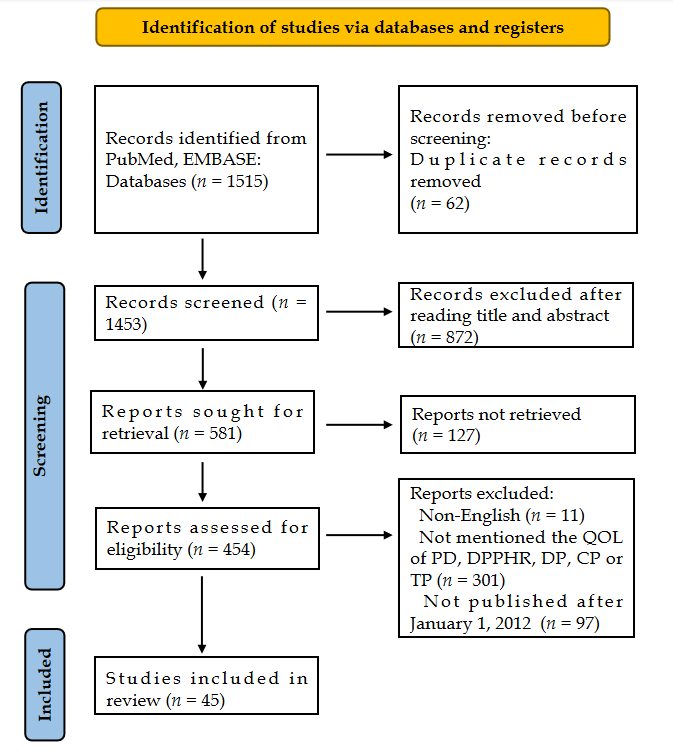 Identification of studies via databases and registers
Identification
Records identified from
PubMed, EMBASE:
Databases (n = 1515)
Records removed before
screening:
Duplicate records
removed
(n = 62)
Screening
Records screened (n =
1453)
Records excluded after
reading title and abstract
(n = 872)
Reports sought for
retrieval (n = 581)
Reports not retrieved
(n = 127)
Reports assessed for
eligibility (n = 454)
Reports excluded:
Non-English (n = 11)
Not mentioned the QOL
of PD, DPPHR, DP, CP or
TP (n = 301)
Not published after
January 1, 2012 (n = 97)
Included
Studies included in
review (n = 45)